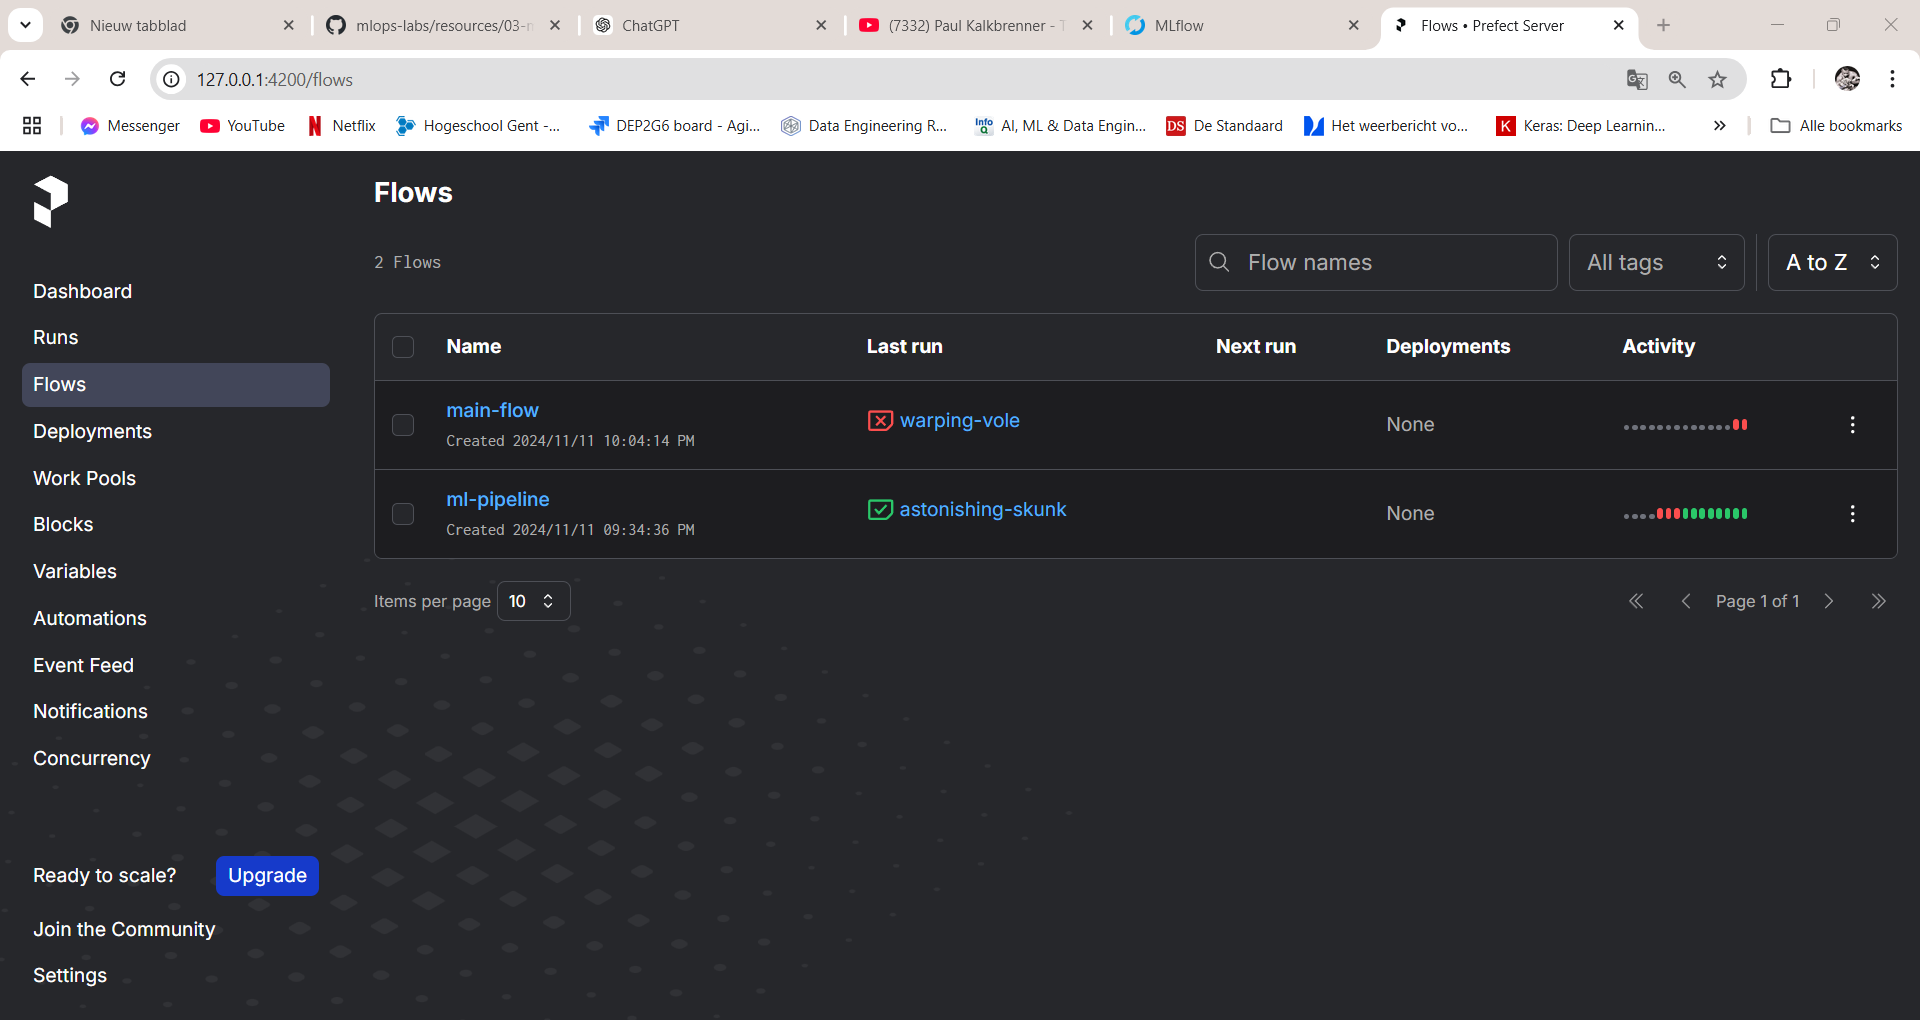 Nieuw tabblad
mlops-labs/resources/03-m
ChatGPT
(7332) Paul Kalkbrenner - T
MLflow
Flows • Prefect Server
127.0.0.1:4200/flows
Messenger
YouTube
Netflix
Hogeschool Gent -...
DEP2G6 board - Agi...
Data Engineering R...
Info
AI, ML & Data Engin...
DS
De Standaard
Het weerbericht vo...
K
Keras: Deep Learnin...
Alle bookmarks
Flows
2 Flows
Flow names
All tags
A to Z
Dashboard
Runs
Flows
Deployments
Work Pools
Blocks
Variables
Automations
Event Feed
Notifications
Concurrency
Name
Last run
Next run
Deployments
Activity
main-flow
Created 2024/11/11 10:04:14 PM
warping-vole
None
ml-pipeline
Created 2024/11/11 09:34:36 PM
astonishing-skunk
None
Items per page
10
Page 1 of 1
Ready to scale?
Upgrade
Join the Community
Settings